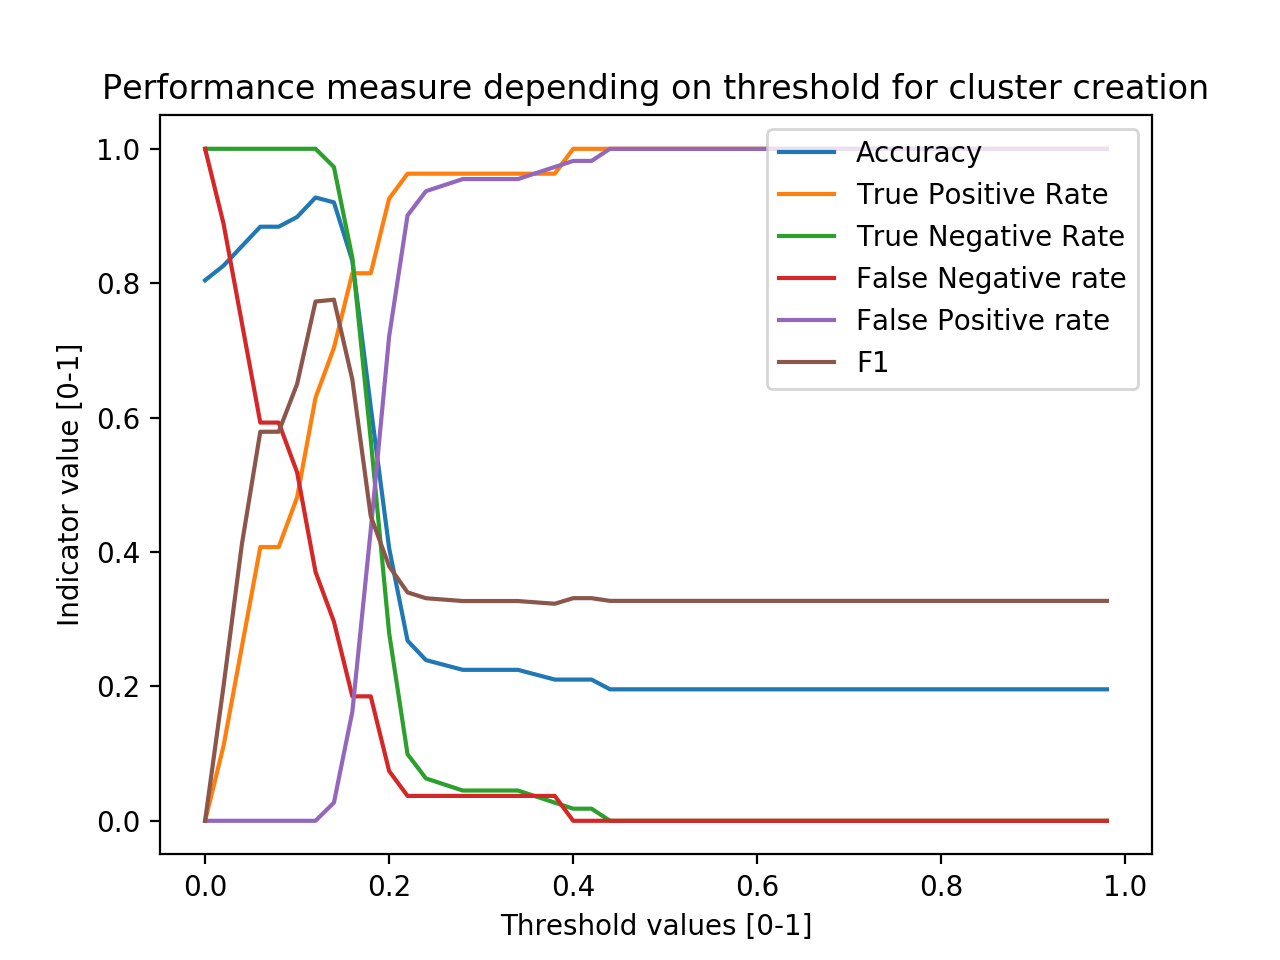 Performance measure depending on threshold for cluster creation
1.0
0.8
0.6
0.4
0.2
0.0
Indicator value [0-1]
Accuracy
True Positive Rate
True Negative Rate
False Negative rate
False Positive rate
F1
0.0 0.2 0.4 0.6 0.8 1.0
Threshold values [0-1]